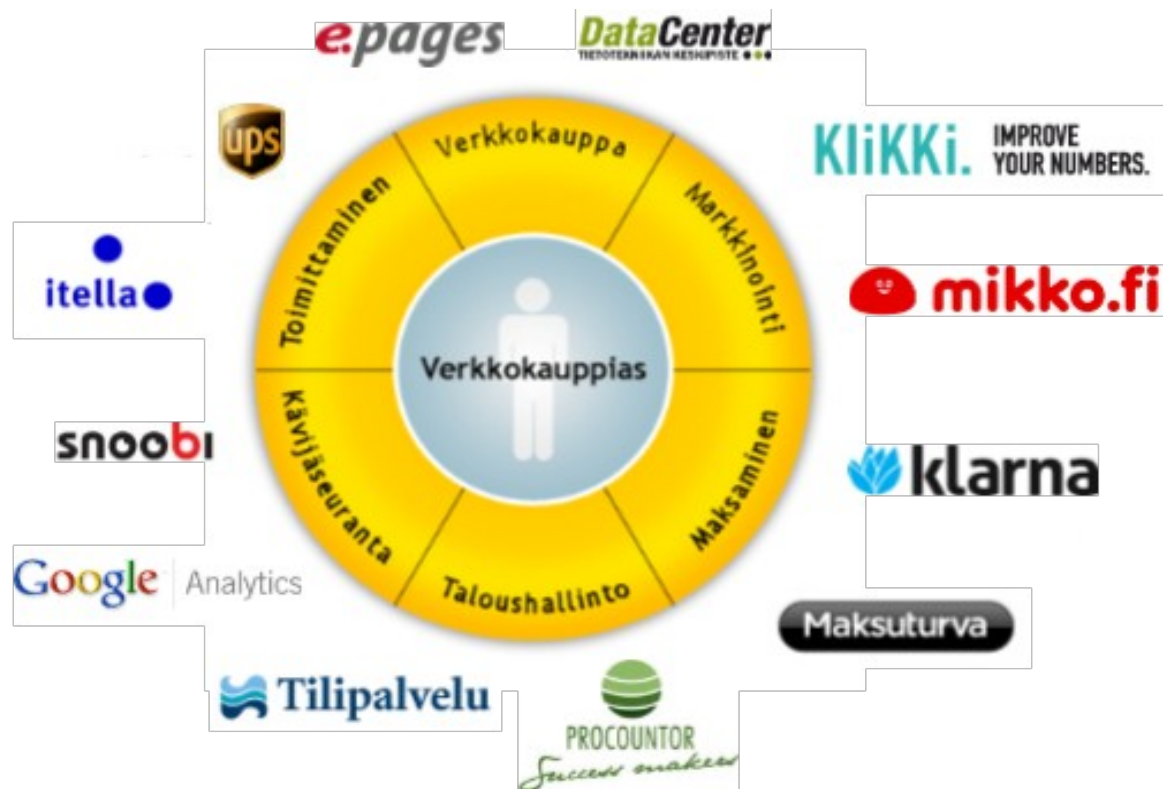 e.pages
DataCenter
TIETOTEKNIIKAN KESKIPISTE
ups
Verkkokauppa
KliKKi. IMPROVE
YOUR NUMBERS.
Toimittaminen
Markkinointi
itella
mikko.fi
Verkkokauppias
snoobi
Kävijäseuranta
Maksaminen
klarna
Google Analytics
Taloushallinto
Maksuturva
Tilipalvelu
PROCOUNTOR
Success makers